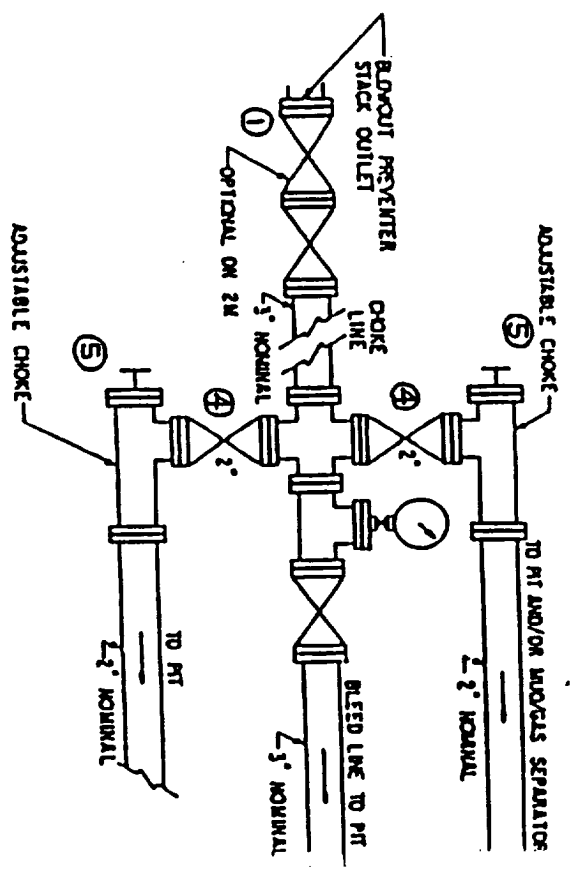 BLOWOUT PREVENTER
STACK OUTLET
①
OPTIONAL ON 2M
CHOKE
LINE
3" NOMINAL
ADJUSTABLE CHOKE
⑤
④
2"
TO PIT AND/OR MUD/GAS SEPARATOR
2" NOMINAL
BLEED LINE TO PIT
3" NOMINAL
④
2"
⑤
ADJUSTABLE CHOKE
TO PIT
2" NOMINAL